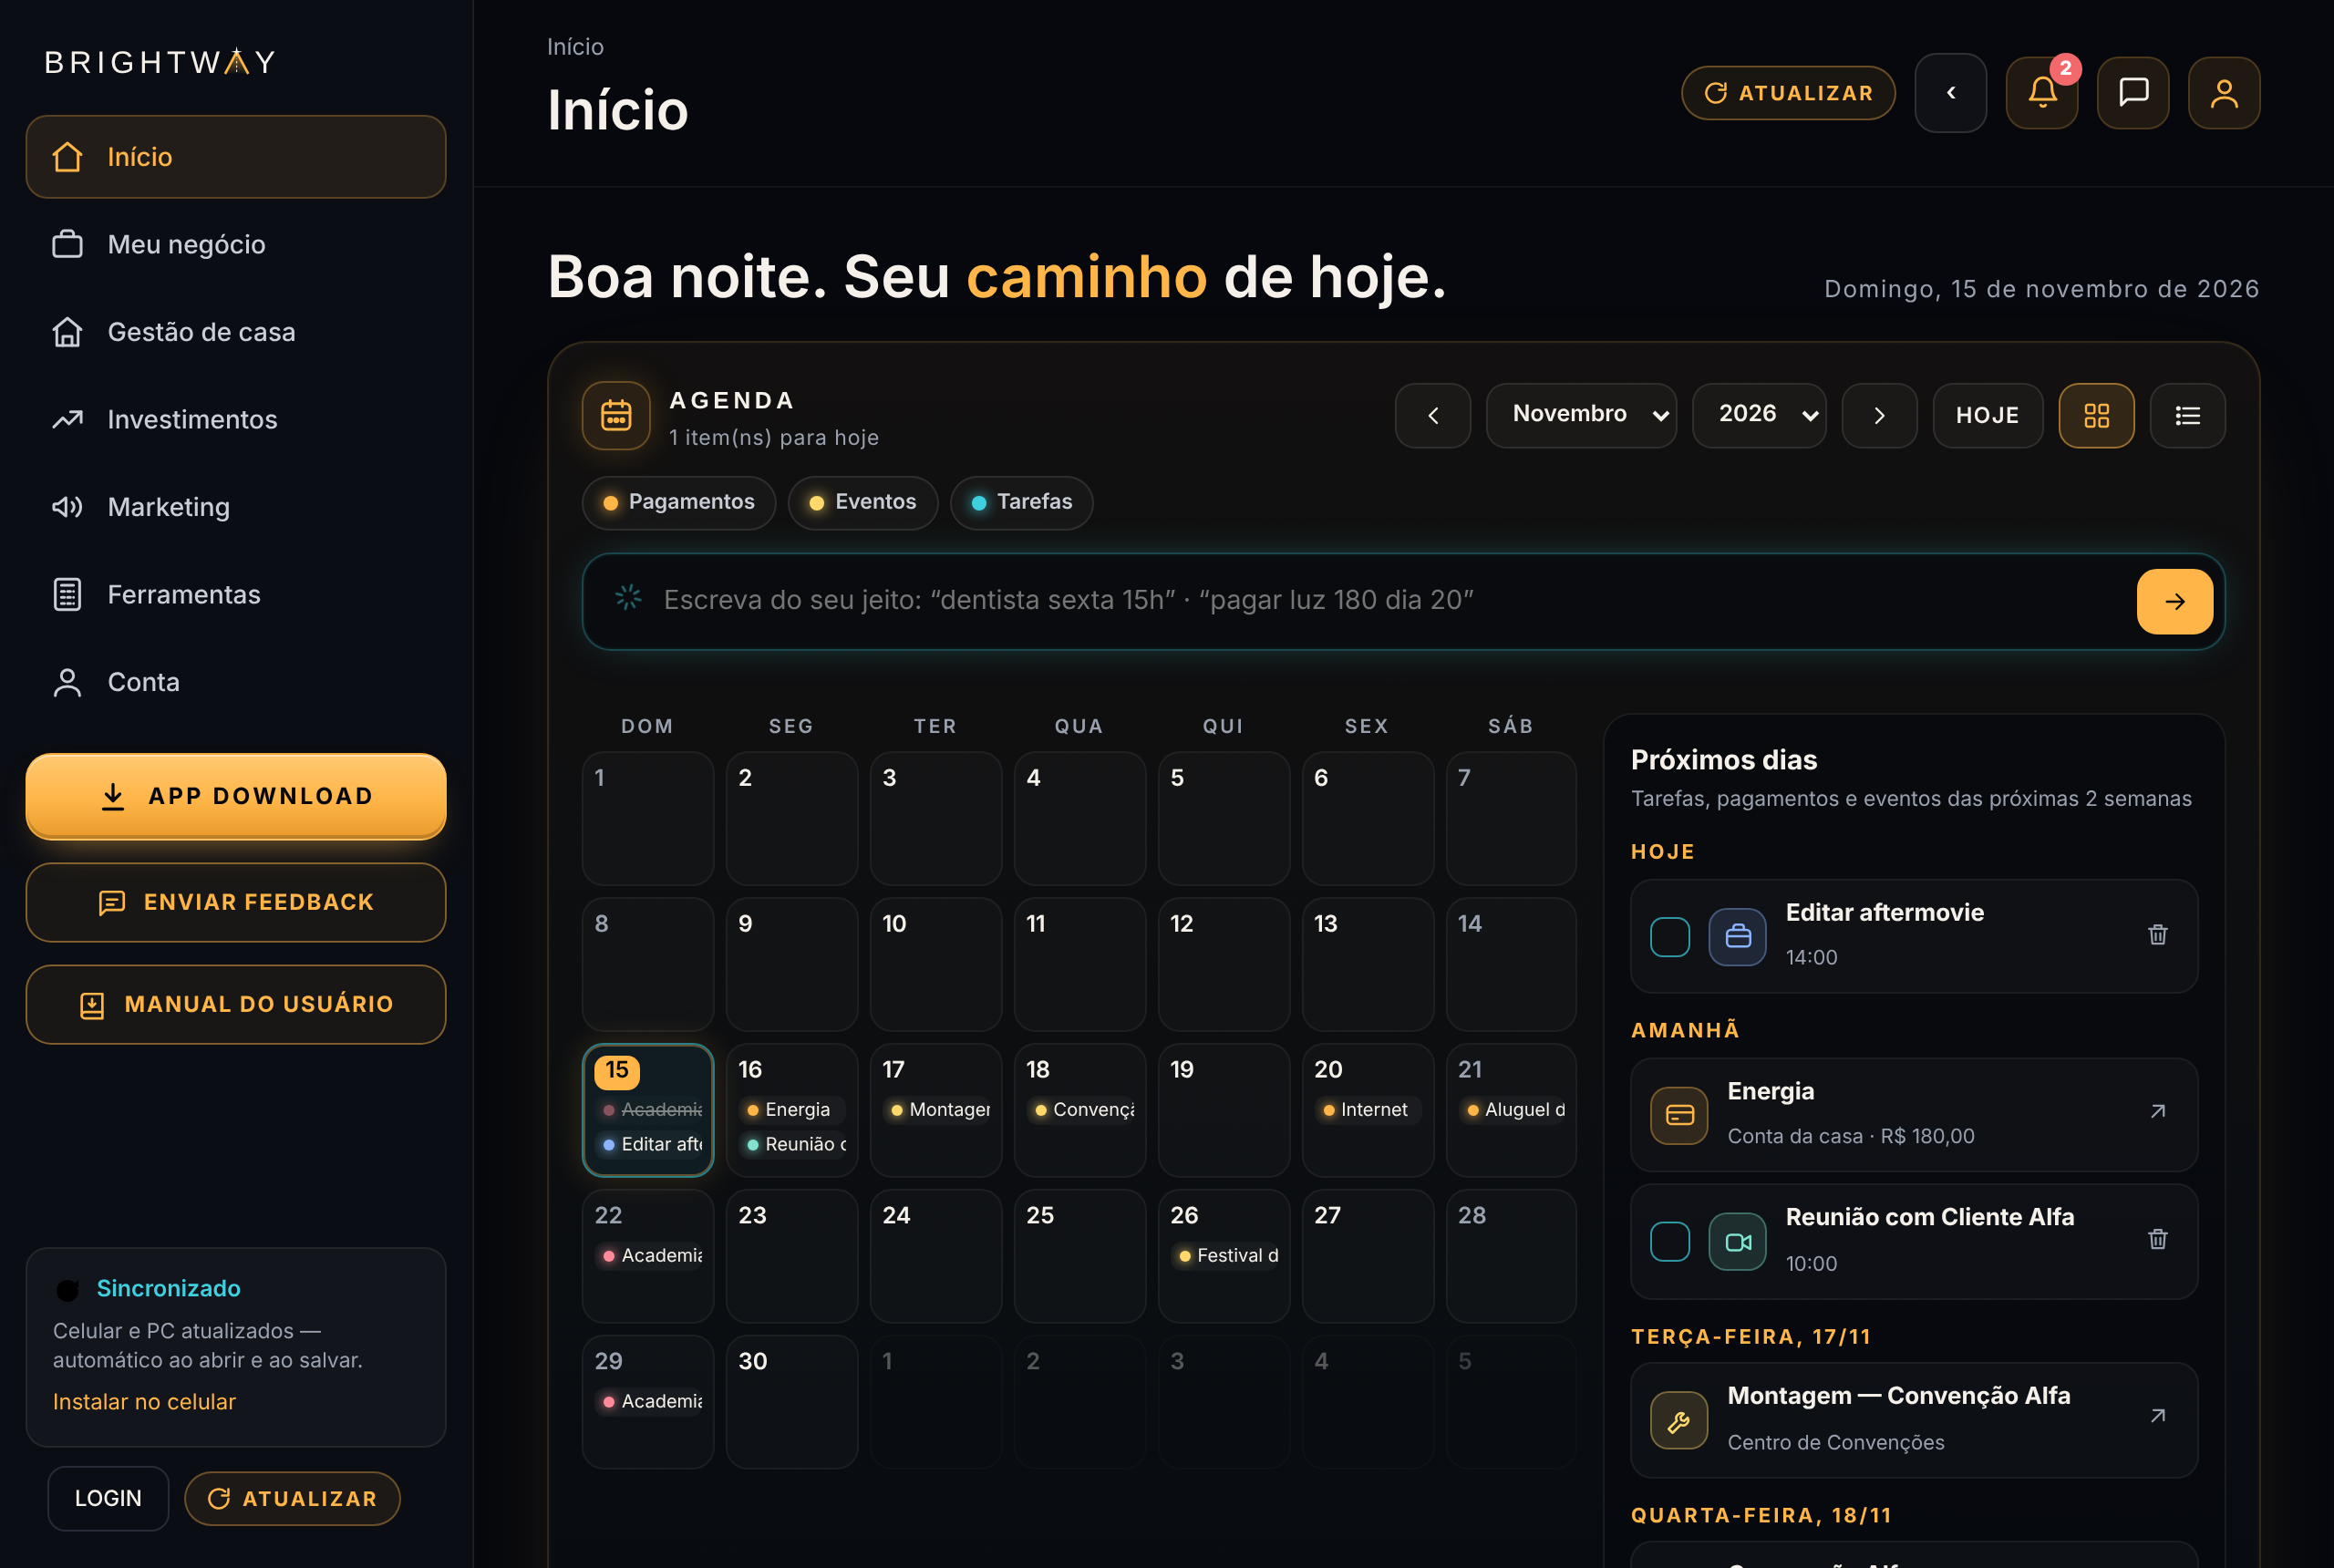 BRIGHTWAY
Início
Meu negócio
Gestão de casa
Investimentos
Marketing
Ferramentas
Conta
APP DOWNLOAD
ENVIAR FEEDBACK
MANUAL DO USUÁRIO
Sincronizado
Celular e PC atualizados —
automático ao abrir e ao salvar.
Instalar no celular
LOGIN
ATUALIZAR
Início
Início
ATUALIZAR
2
Boa noite. Seu caminho de hoje.
Domingo, 15 de novembro de 2026
AGENDA
1 item(ns) para hoje
Novembro
2026
HOJE
Pagamentos
Eventos
Tarefas
Escreva do seu jeito: “dentista sexta 15h” · “pagar luz 180 dia 20”
DOM SEG TER QUA QUI SEX SÁB
1 2 3 4 5 6 7
8 9 10 11 12 13 14
15 16 17 18 19 20 21
Academia Energia Montagem Convençã Internet Aluguel d
Editar afte Reunião c
22 23 24 25 26 27 28
Academia Festival d
29 30 1 2 3 4 5
Academia
Próximos dias
Tarefas, pagamentos e eventos das próximas 2 semanas
HOJE
Editar aftermovie
14:00
AMANHÃ
Energia
Conta da casa · R$ 180,00
Reunião com Cliente Alfa
10:00
TERÇA-FEIRA, 17/11
Montagem — Convenção Alfa
Centro de Convenções
QUARTA-FEIRA, 18/11